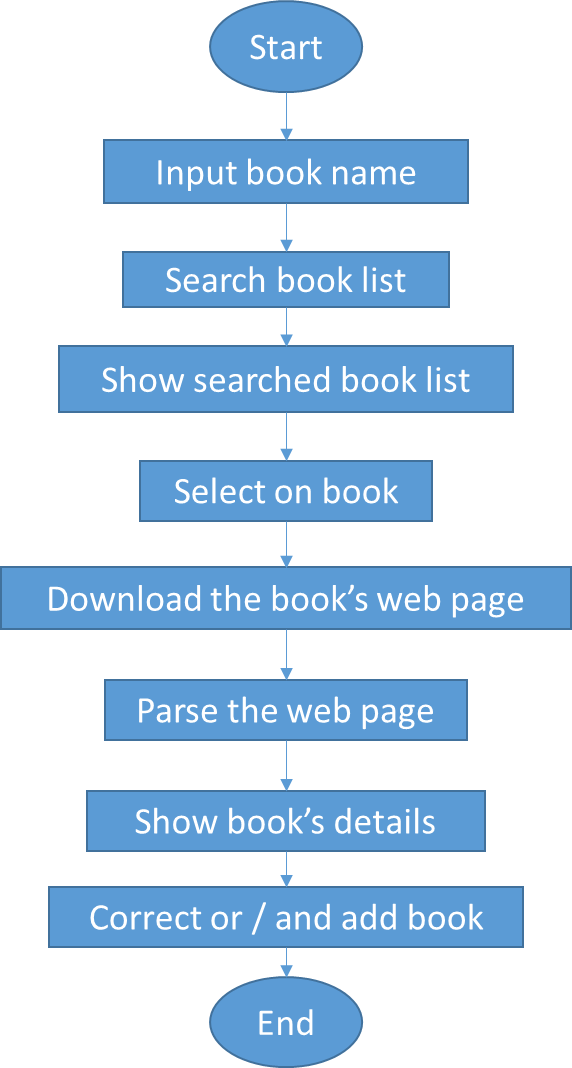 Start
Input book name
Search book list
Show searched book list
Select on book
Download the book’s web page
Parse the web page
Show book’s details
Correct or / and add book
End